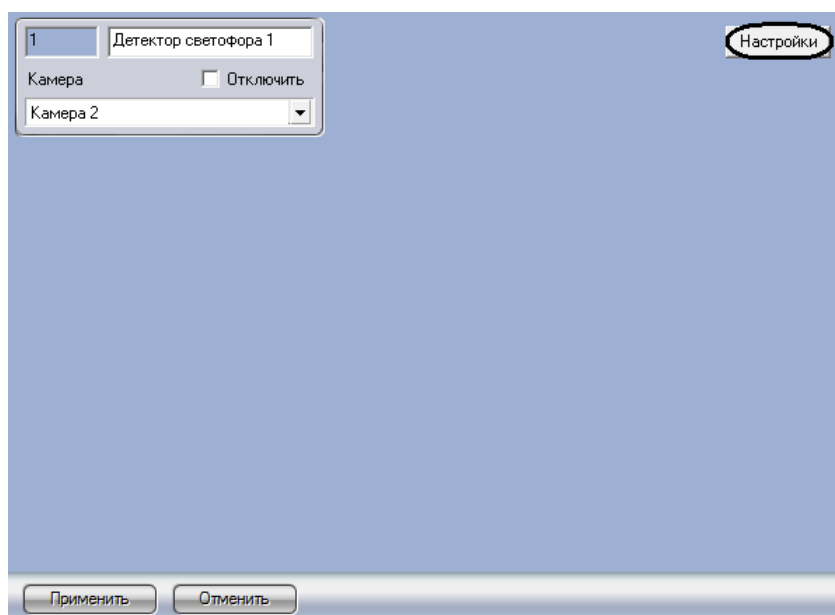 1 Детектор светофора 1
Настройки
Камера Отключить
Камера 2
Применить Отменить